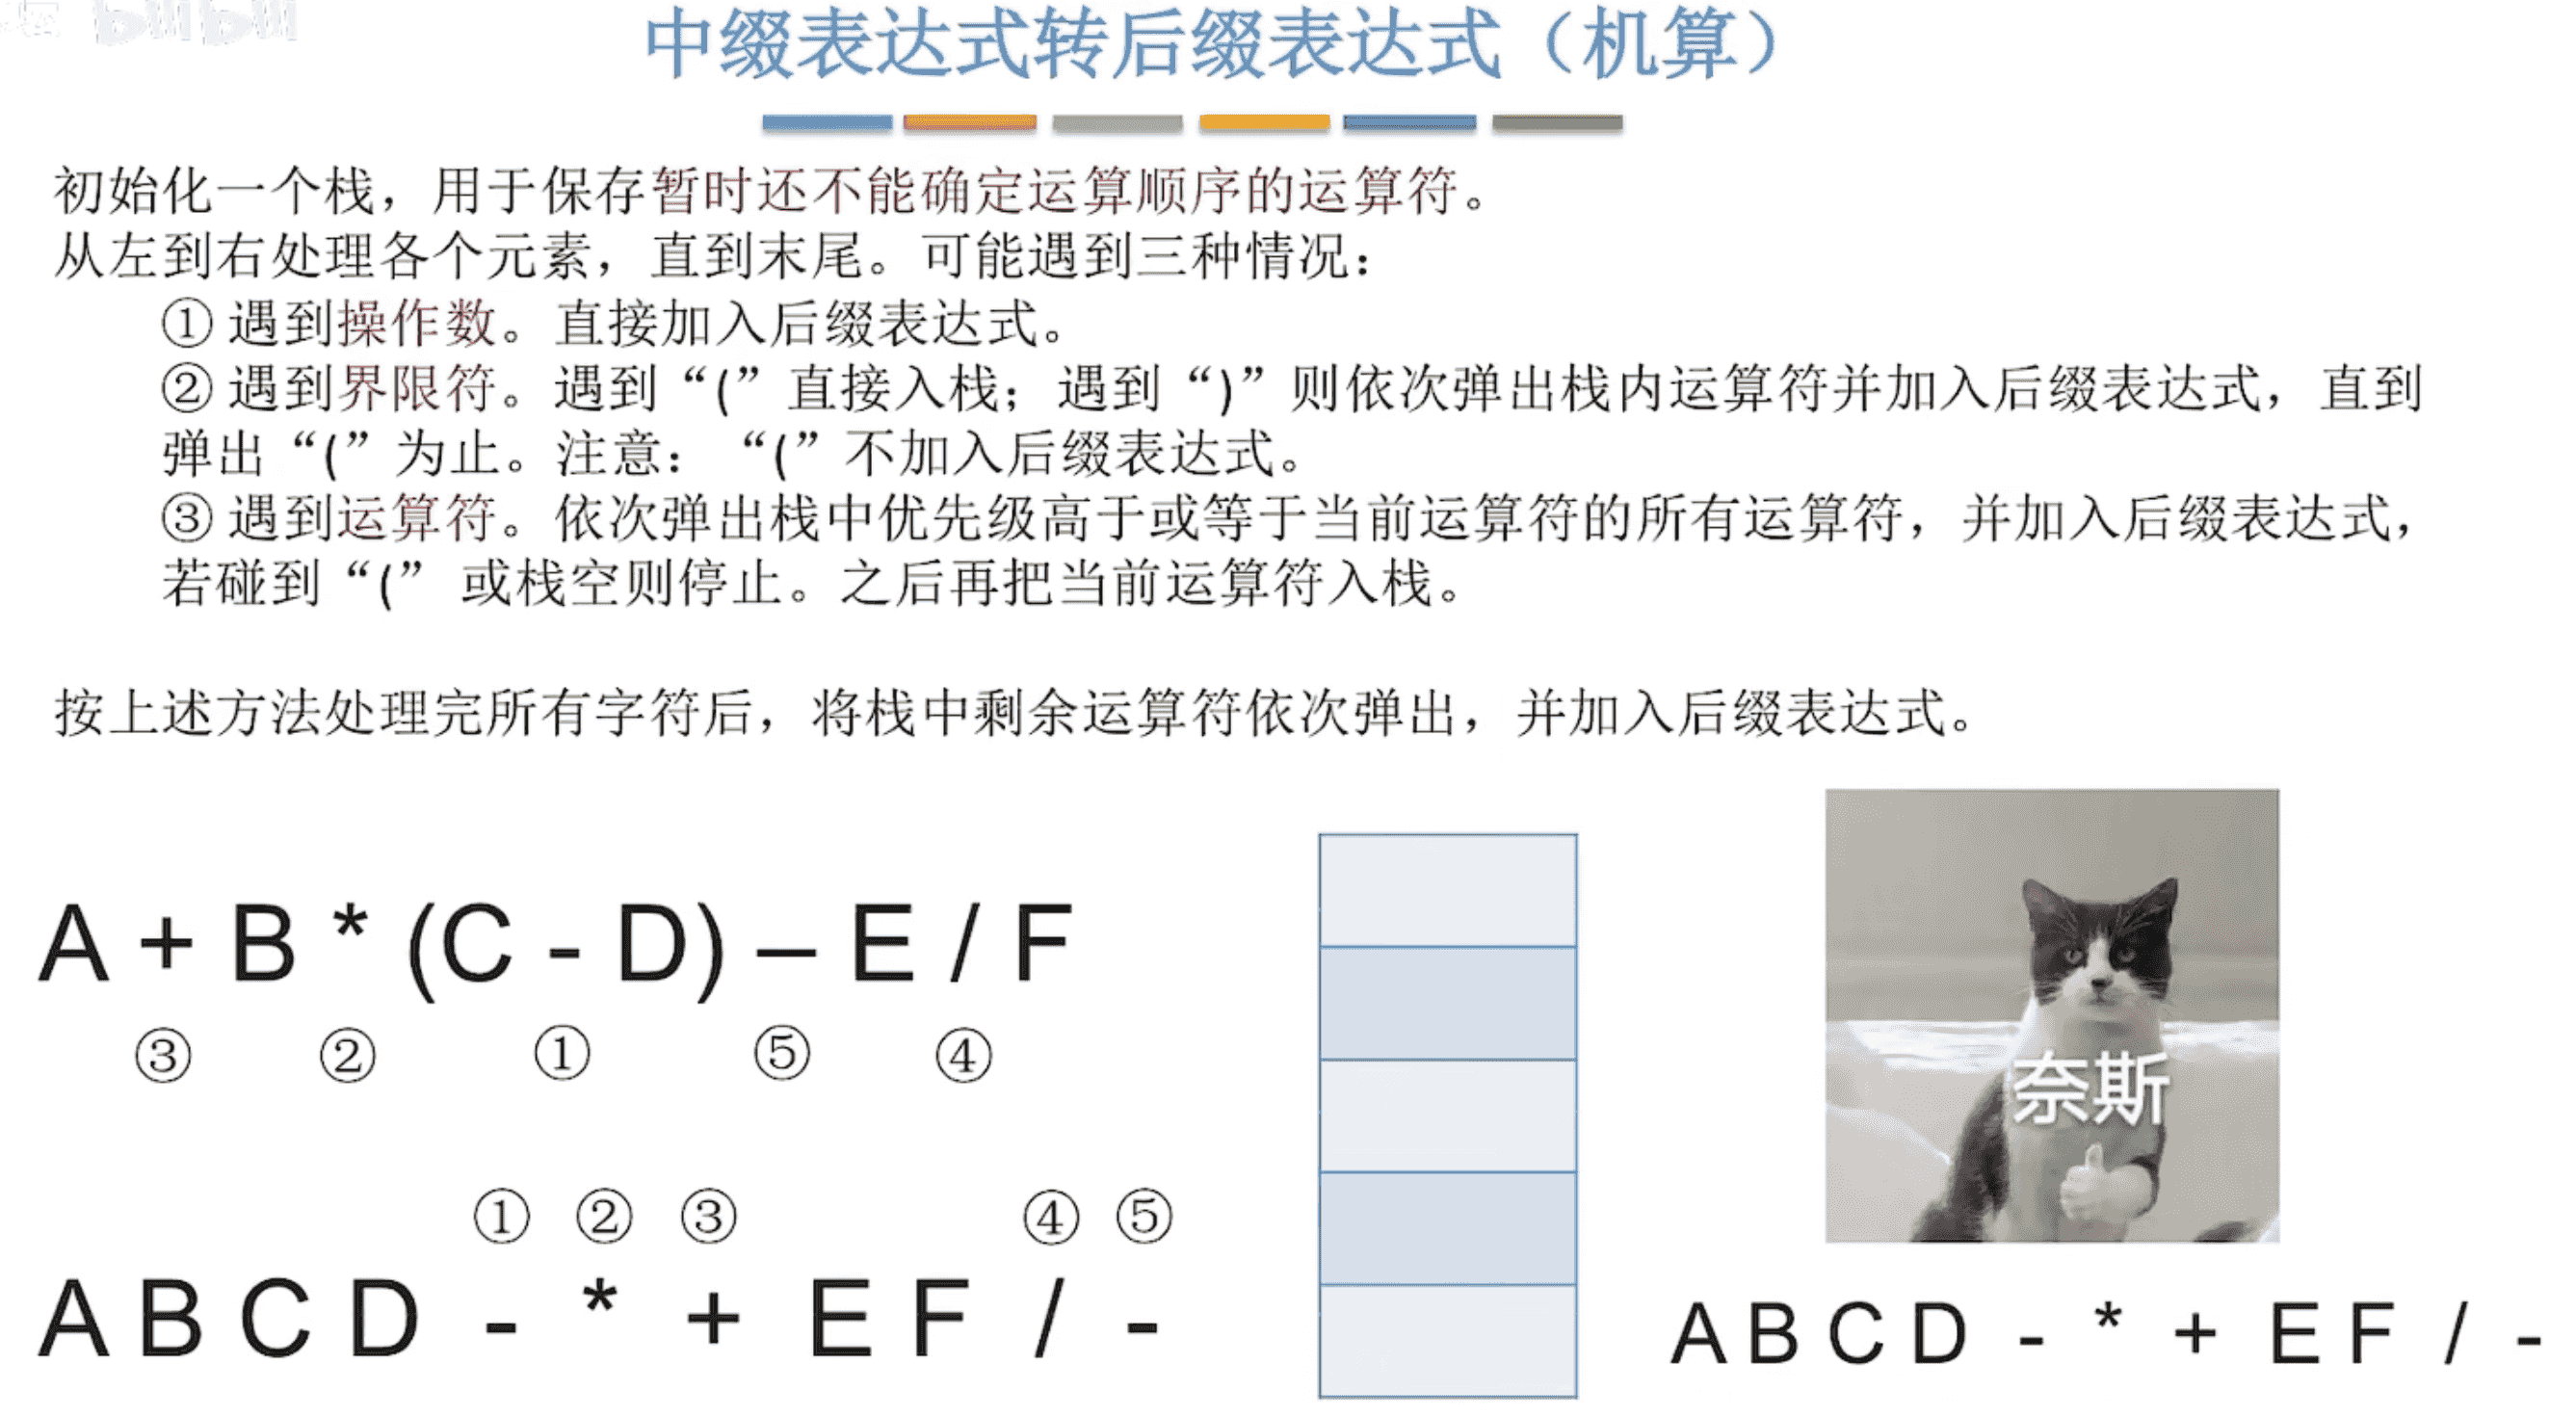 bilibili
中缀表达式转后缀表达式（机算）
初始化一个栈，用于保存暂时还不能确定运算顺序的运算符。
从左到右处理各个元素，直到末尾。可能遇到三种情况：
① 遇到操作数。直接加入后缀表达式。
② 遇到界限符。遇到“(”直接入栈；遇到“)”则依次弹出栈内运算符并加入后缀表达式，直到
弹出“(”为止。注意：“(”不加入后缀表达式。
③ 遇到运算符。依次弹出栈中优先级高于或等于当前运算符的所有运算符，并加入后缀表达式，
若碰到“(” 或栈空则停止。之后再把当前运算符入栈。
按上述方法处理完所有字符后，将栈中剩余运算符依次弹出，并加入后缀表达式。
A + B * (C - D) – E / F
③ ② ① ⑤ ④
① ② ③ ④ ⑤
A B C D - * + E F / -
奈斯
A B C D - * + E F / -